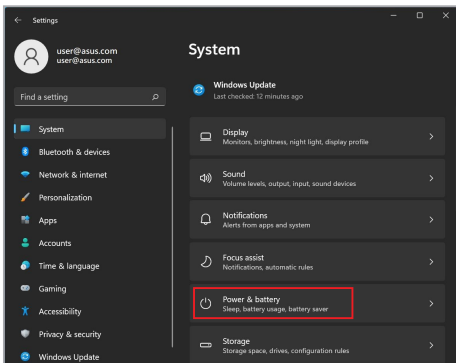 Settings
user@asus.com
user@asus.com
Find a setting
System
Bluetooth & devices
Network & internet
Personalization
Apps
Accounts
Time & language
Gaming
Accessibility
Privacy & security
Windows Update
System
Windows Update
Last checked: 12 minutes ago
Display
Monitors, brightness, night light, display profile
Sound
Volume levels, output, input, sound devices
Notifications
Alerts from apps and system
Focus assist
Notifications, automatic rules
Power & battery
Sleep, battery usage, battery saver
Storage
Storage space, drives, configuration rules